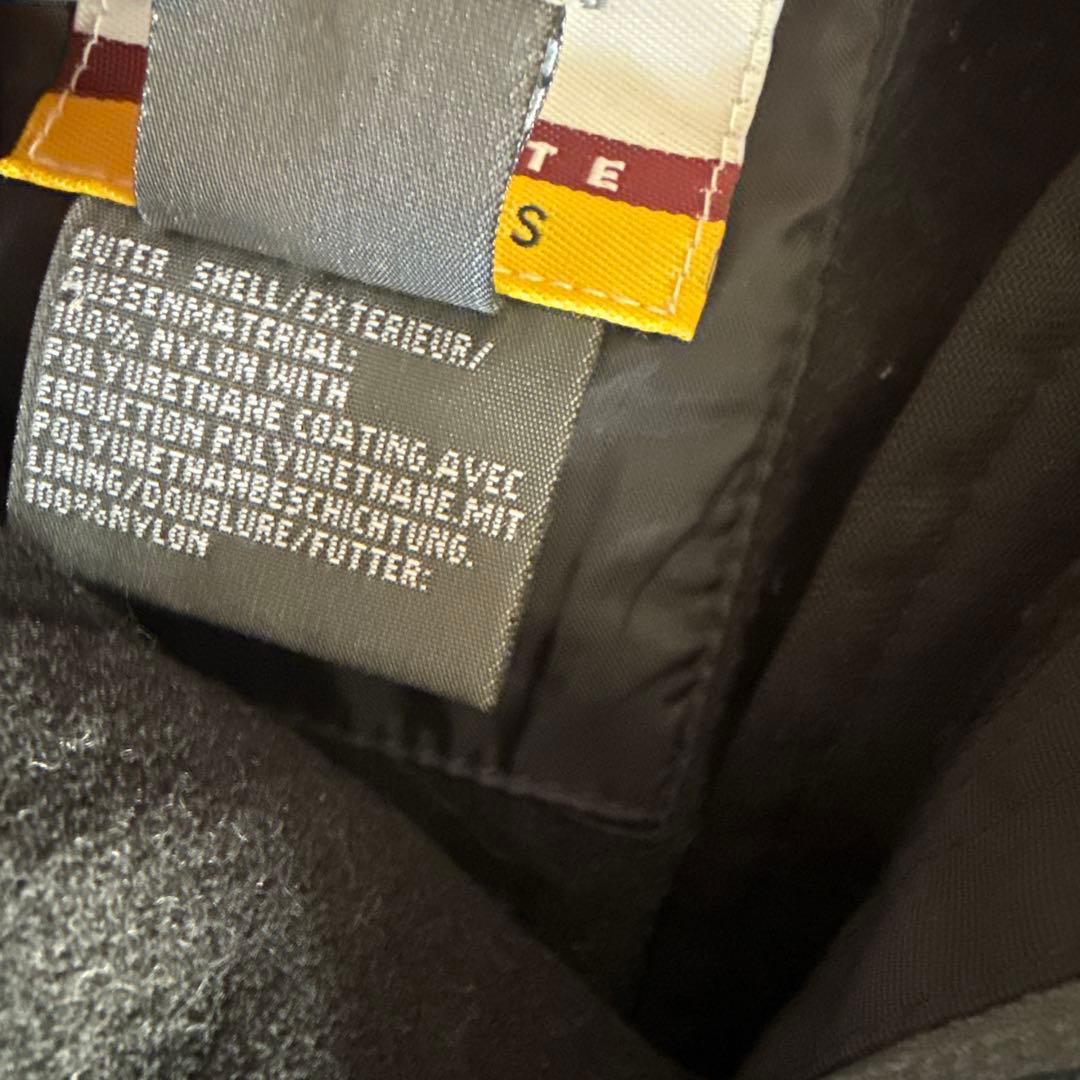 TE
S
OUTER SHELL/EXTERIEUR/
AUSSENMATERIAL:
100% NYLON WITH
POLYURETHANE COATING.AVEC
ENDUCTION POLYURETHANE.MIT
POLYURETHANBESCHICHTUNG.
LINING/DOUBLURE/FUTTER:
100%NYLON